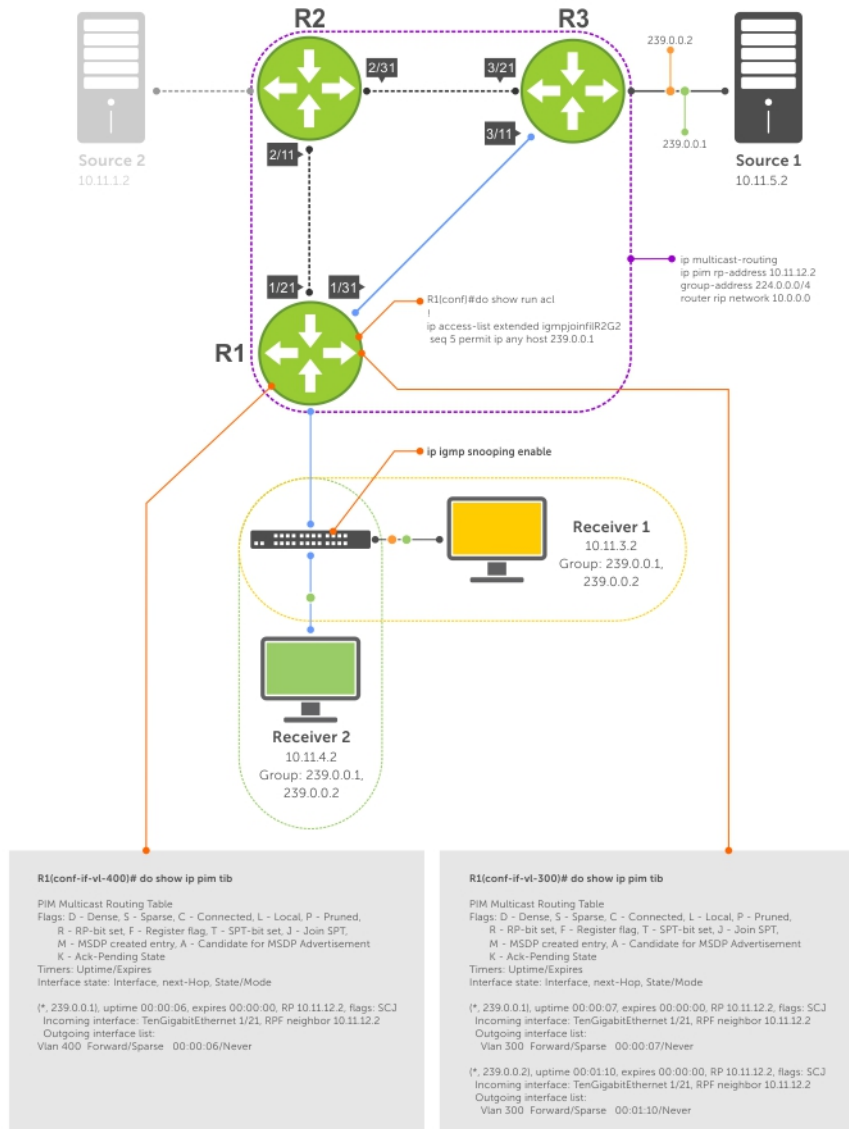 R2
R3
239.0.0.2
2/31
3/21
3/11
2/11
239.0.0.1
Source 2
10.11.1.2
Source 1
10.11.5.2
ip multicast-routing
ip pim rp-address 10.11.12.2
group-address 224.0.0.0/4
router rip network 10.0.0.0
1/21
1/31
R1(conf)#do show run acl
!
ip access-list extended igmpjoinfilR2G2
seq 5 permit ip any host 239.0.0.1
R1
ip igmp snooping enable
Receiver 1
10.11.3.2
Group: 239.0.0.1,
239.0.0.2
Receiver 2
10.11.4.2
Group: 239.0.0.1,
239.0.0.2
R1(conf-if-vl-400)# do show ip pim tib
PIM Multicast Routing Table
Flags: D - Dense, S - Sparse, C - Connected, L - Local, P - Pruned,
R - RP-bit set, F - Register flag, T - SPT-bit set, J - Join SPT,
M - MSDP created entry, A - Candidate for MSDP Advertisement
K - Ack-Pending State
Timers: Uptime/Expires
Interface state: Interface, next-Hop, State/Mode
(*, 239.0.0.1), uptime 00:00:06, expires 00:00:00, RP 10.11.12.2, flags: SCJ
Incoming interface: TenGigabitEthernet 1/21, RPF neighbor 10.11.12.2
Outgoing interface list:
Vlan 400 Forward/Sparse 00:00:06/Never
R1(conf-if-vl-300)# do show ip pim tib
PIM Multicast Routing Table
Flags: D - Dense, S - Sparse, C - Connected, L - Local, P - Pruned,
R - RP-bit set, F - Register flag, T - SPT-bit set, J - Join SPT,
M - MSDP created entry, A - Candidate for MSDP Advertisement
K - Ack-Pending State
Timers: Uptime/Expires
Interface state: Interface, next-Hop, State/Mode
(*, 239.0.0.1), uptime 00:00:07, expires 00:00:00, RP 10.11.12.2, flags: SCJ
Incoming interface: TenGigabitEthernet 1/21, RPF neighbor 10.11.12.2
Outgoing interface list:
Vlan 300 Forward/Sparse 00:00:07/Never
(*, 239.0.0.2), uptime 00:01:10, expires 00:00:00, RP 10.11.12.2, flags: SCJ
Incoming interface: TenGigabitEthernet 1/21, RPF neighbor 10.11.12.2
Outgoing interface list:
Vlan 300 Forward/Sparse 00:01:10/Never